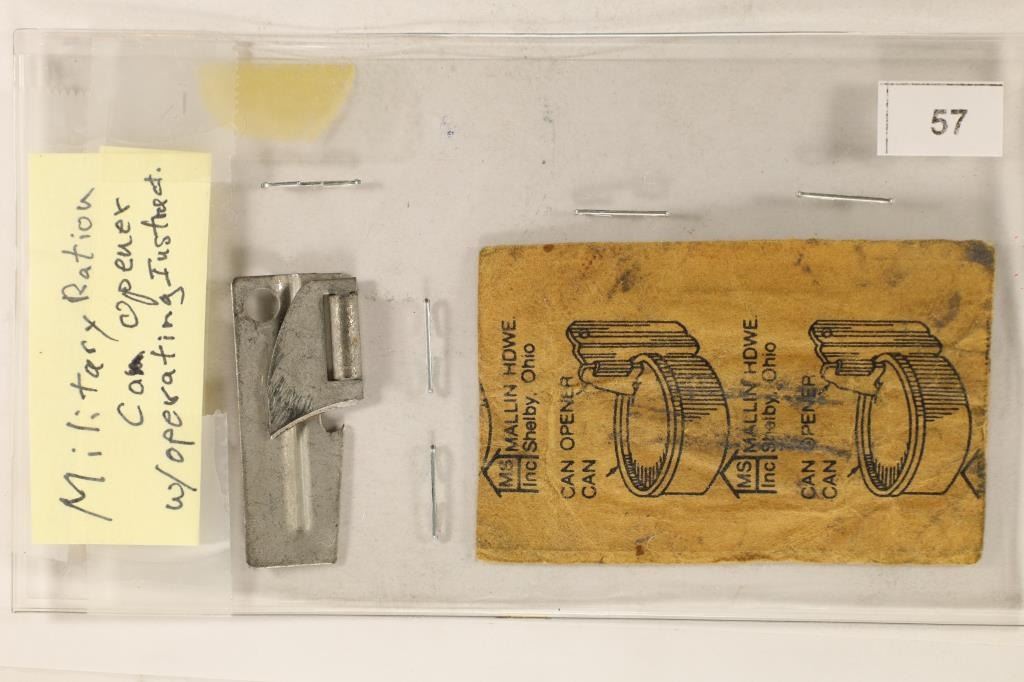 57
Military Ration
Can Opener
w/operating Instruct.
MS MALLIN HDWE.
Inc Shelby, Ohio
CAN OPENER
CAN
MS MALLIN HDWE.
Inc Shelby, Ohio
CAN OPENER
CAN